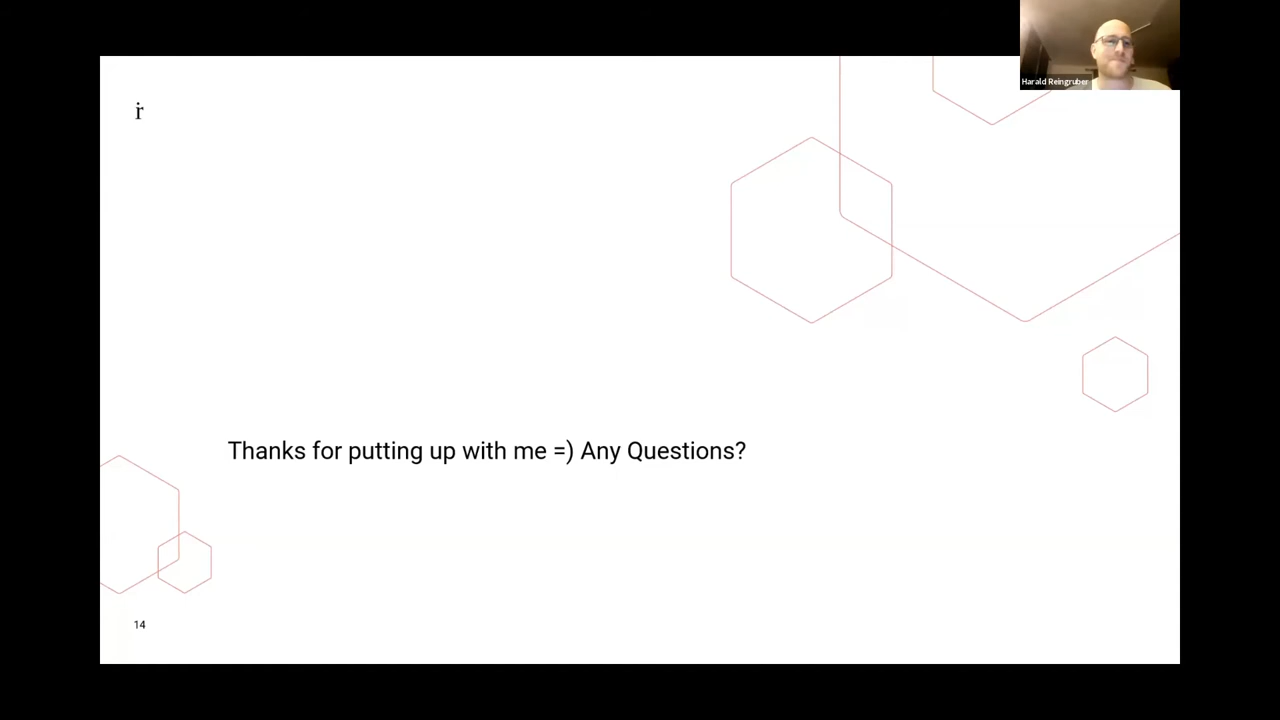 Harald Reingruber
ṙ
Thanks for putting up with me =) Any Questions?
14